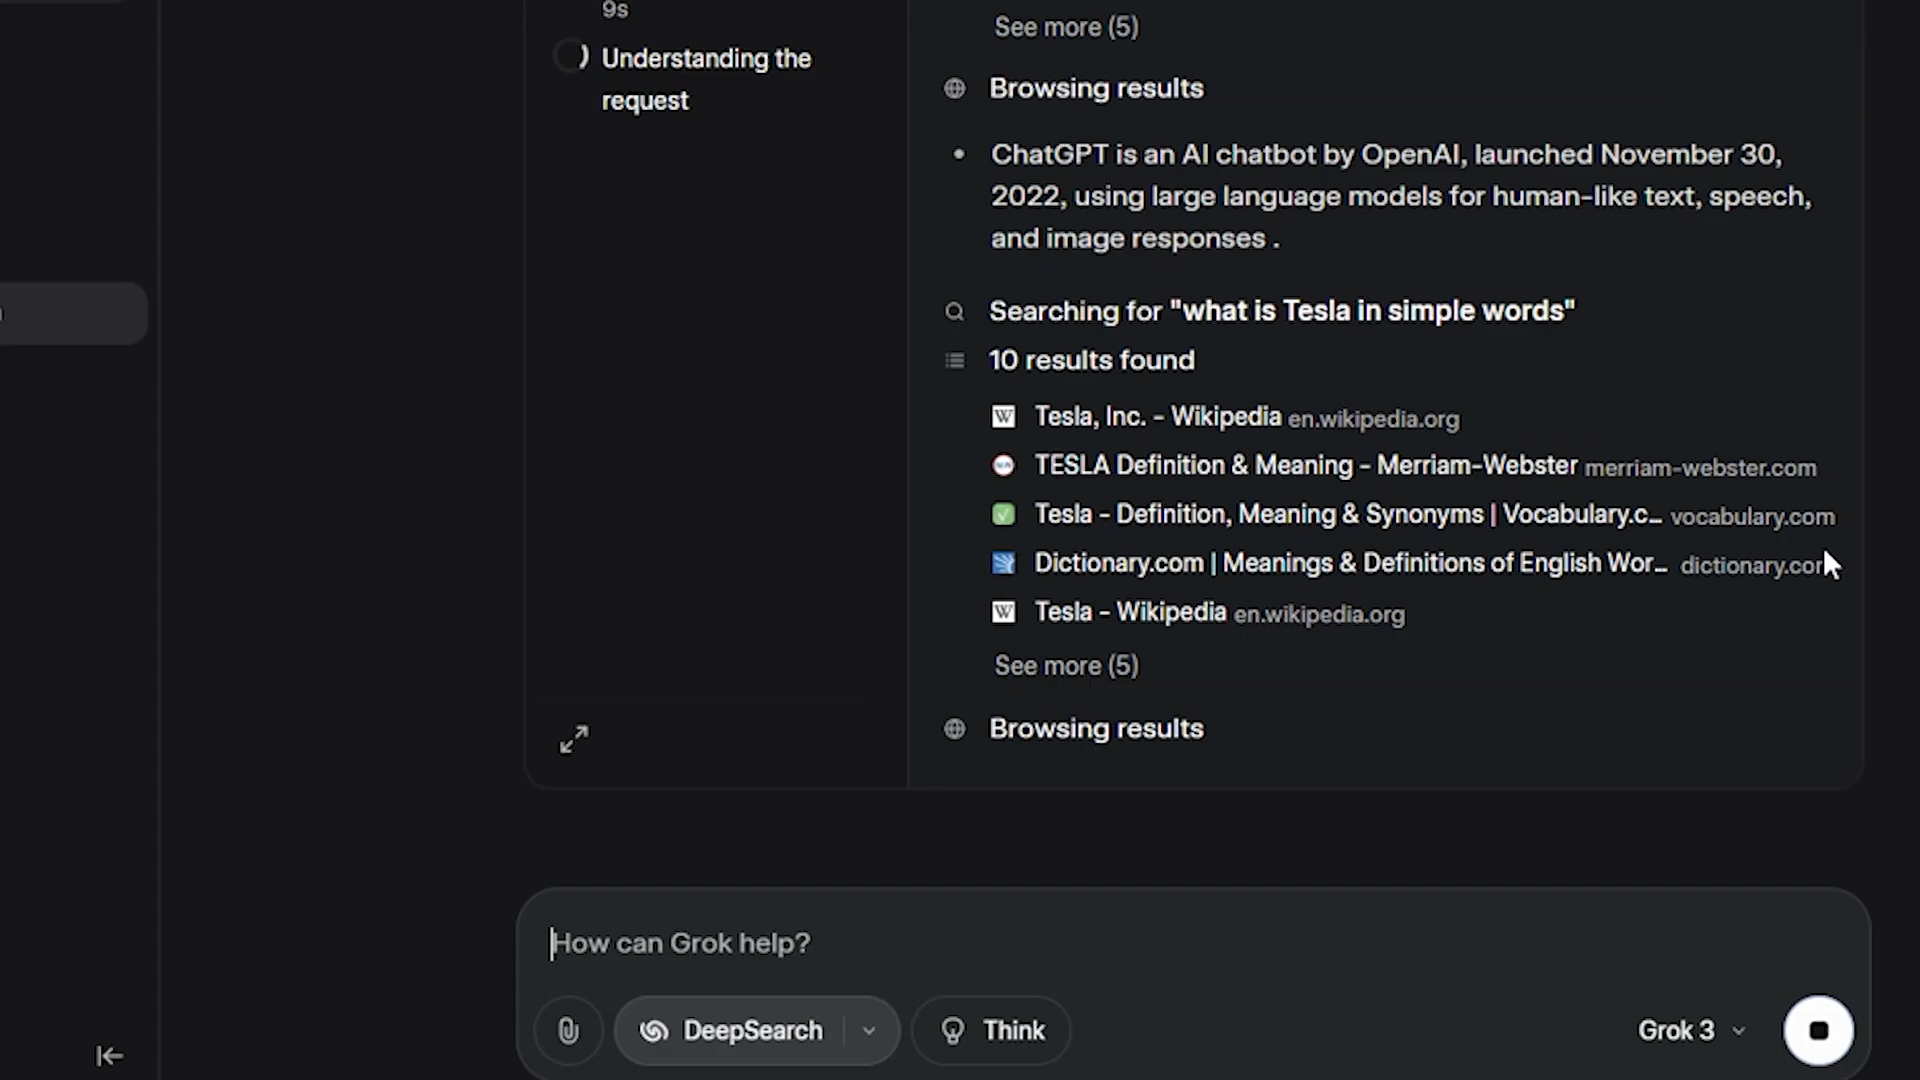 9s
Understanding the
request
See more (5)
Browsing results
• ChatGPT is an AI chatbot by OpenAI, launched November 30,
2022, using large language models for human-like text, speech,
and image responses .
Searching for "what is Tesla in simple words"
10 results found
Tesla, Inc. - Wikipedia en.wikipedia.org
TESLA Definition & Meaning - Merriam-Webster merriam-webster.com
Tesla - Definition, Meaning & Synonyms | Vocabulary.c... vocabulary.com
Dictionary.com | Meanings & Definitions of English Wor... dictionary.com
Tesla - Wikipedia en.wikipedia.org
See more (5)
Browsing results
How can Grok help?
DeepSearch
Think
Grok 3